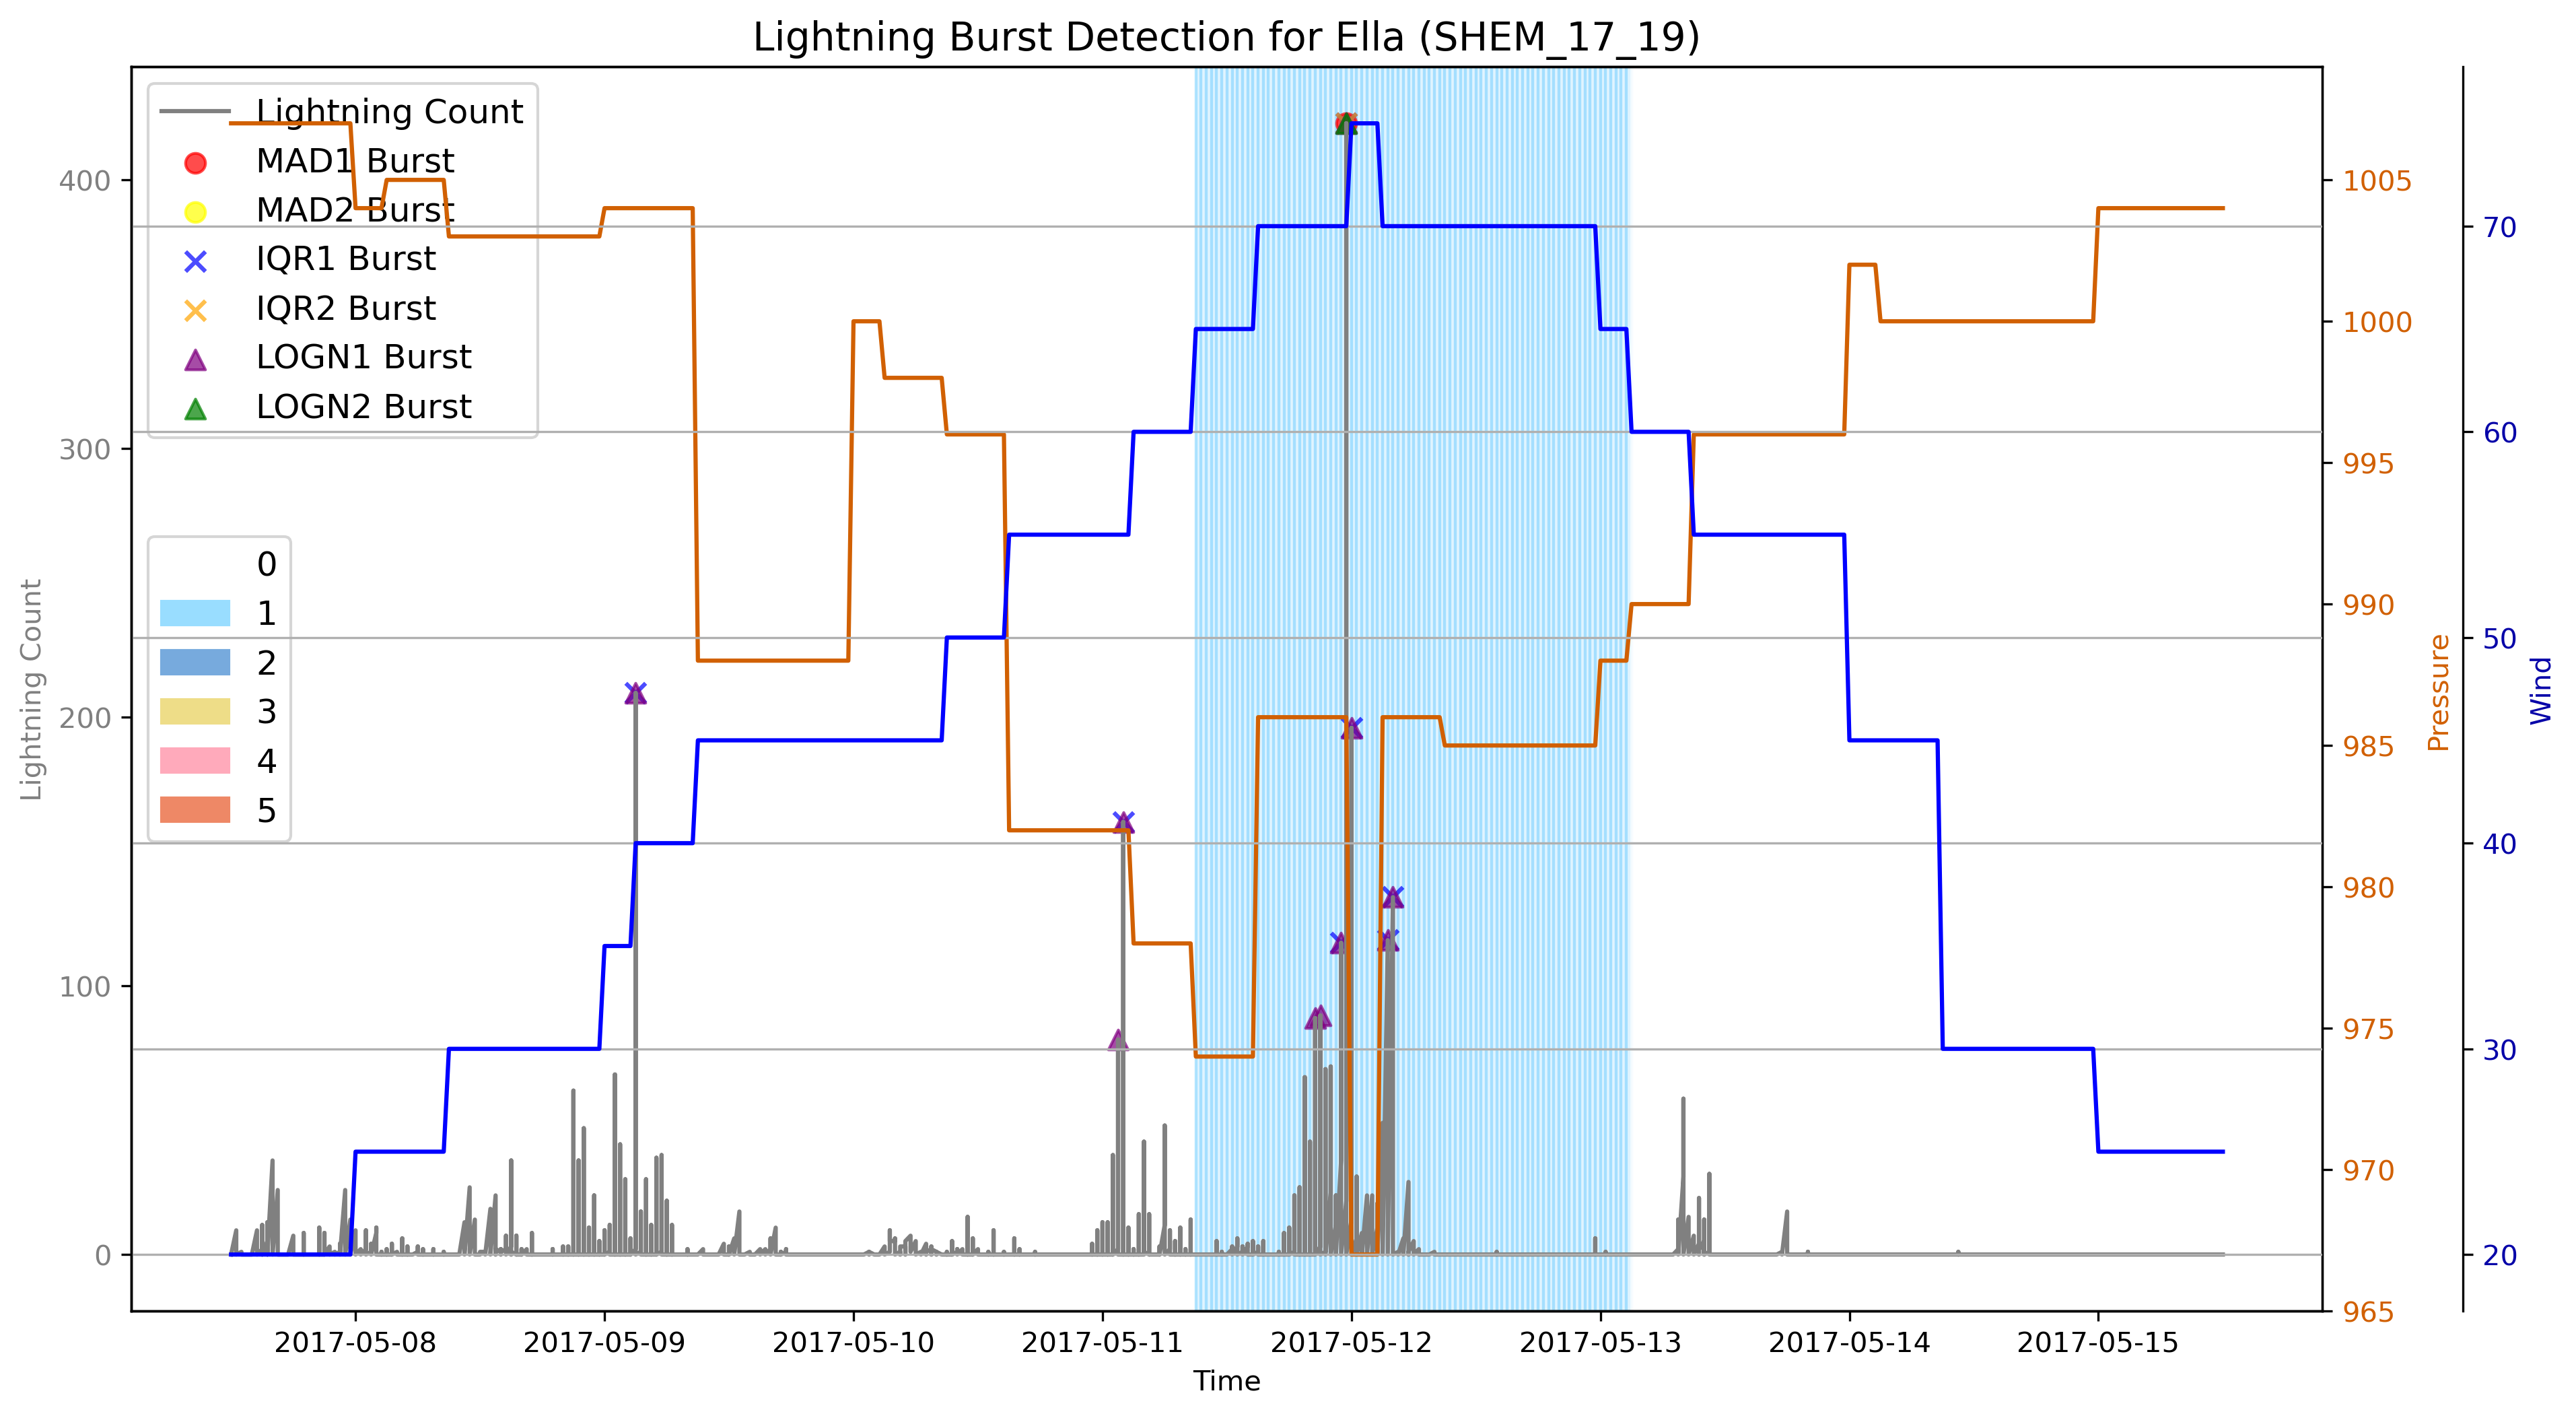 Lightning Burst Detection for Ella (SHEM_17_19)
Lightning Count
MAD1 Burst
MAD2 Burst
IQR1 Burst
IQR2 Burst
LOGN1 Burst
LOGN2 Burst
0
1
2
3
4
5
Lightning Count
400
300
200
100
0
1005
1000
995
990
985
980
975
970
965
Pressure
70
60
50
40
30
20
Wind
2017-05-08
2017-05-09
2017-05-10
2017-05-11
2017-05-12
2017-05-13
2017-05-14
2017-05-15
Time